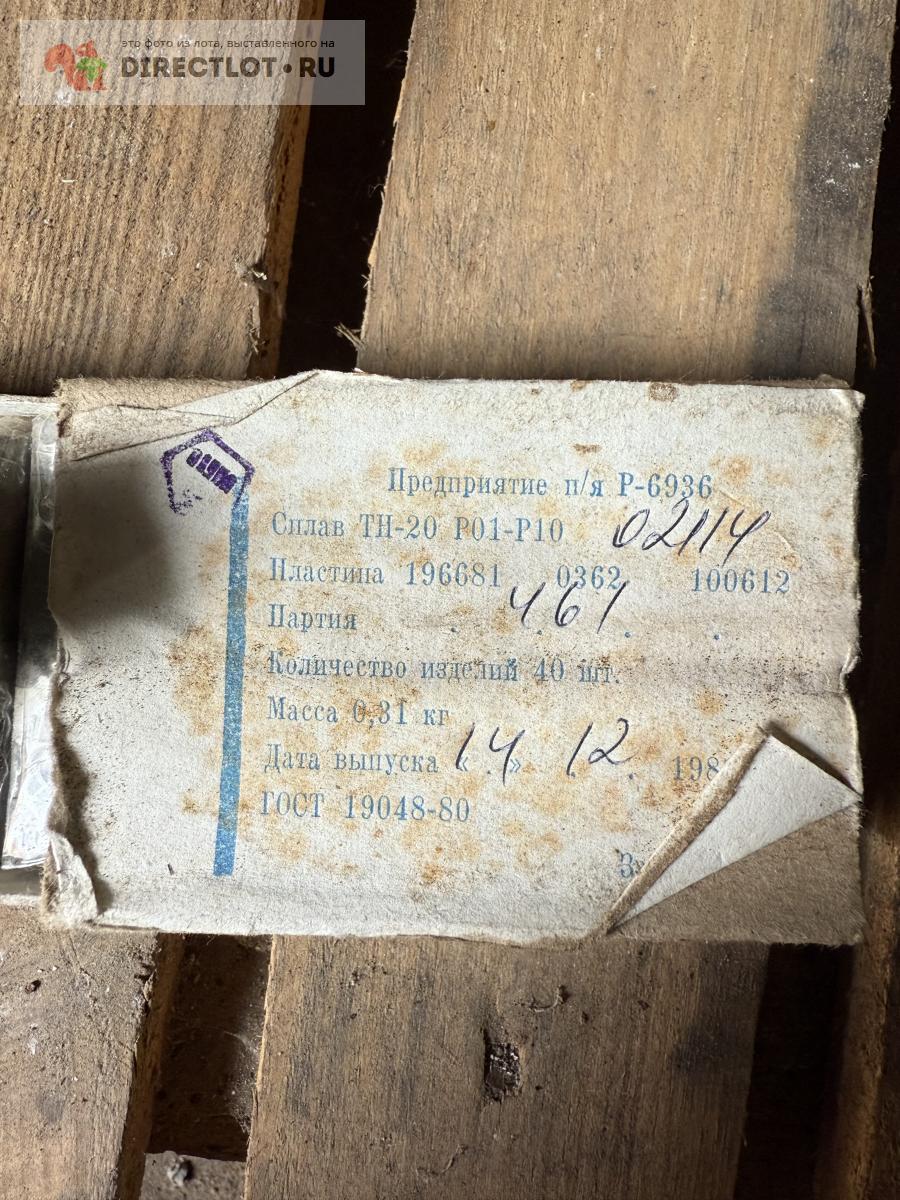 это фото из лота, выставленного на
DIRECTLOT.RU
Предприятие п/я Р-6936
Сплав ТН-20 Р01-Р10 02114
Пластина 196681 0362 100612
Партия 461
Количество изделий 40 шт.
Масса 0,31 кг
Дата выпуска «14» 12. 198
ГОСТ 19048-80